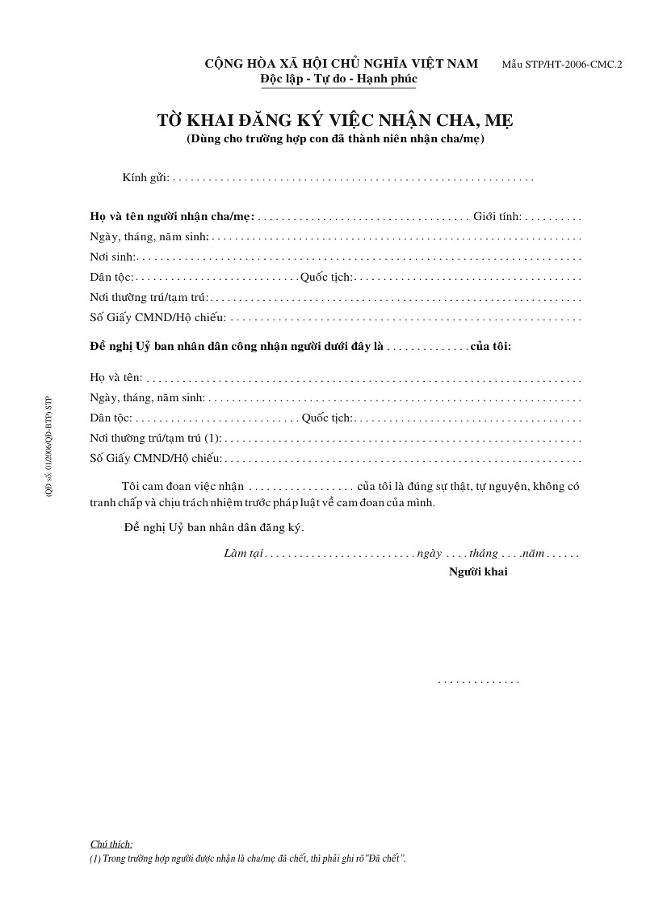 CỘNG HÒA XÃ HỘI CHỦ NGHĨA VIỆT NAM
Mẫu STP/HT-2006-CMC.2
Độc lập - Tự do - Hạnh phúc
TỜ KHAI ĐĂNG KÝ VIỆC NHẬN CHA, MẸ
(Dùng cho trường hợp con đã thành niên nhận cha/mẹ)
Kính gửi: . . . . . . . . . . . . . . . . . . . . . . . . . . . . . .
Họ và tên người nhận cha/mẹ: . . . . . . . . . . . . . . . . . . . . Giới tính: . . . . . . . . . .
Ngày, tháng, năm sinh: . . . . . . . . . . . . . . . . . . . . . . . . . . . . . .
Nơi sinh: . . . . . . . . . . . . . . . . . . . . . . . . . . . . . .
Dân tộc: . . . . . . . . . . . . . . . . . . . . Quốc tịch: . . . . . . . . . . . . . . . . . . . .
Nơi thường trú/tạm trú: . . . . . . . . . . . . . . . . . . . . . . . . . . . . . .
Số Giấy CMND/Hộ chiếu: . . . . . . . . . . . . . . . . . . . . . . . . . . . . . .
Đề nghị Uỷ ban nhân dân công nhận người dưới đây là . . . . . . . . . . . . . . của tôi:
Họ và tên: . . . . . . . . . . . . . . . . . . . . . . . . . . . . . .
Ngày, tháng, năm sinh: . . . . . . . . . . . . . . . . . . . . . . . . . . . . . .
Dân tộc: . . . . . . . . . . . . . . . . . . . . Quốc tịch: . . . . . . . . . . . . . . . . . . . .
Nơi thường trú/tạm trú (1): . . . . . . . . . . . . . . . . . . . . . . . . . . . . . .
Số Giấy CMND/Hộ chiếu: . . . . . . . . . . . . . . . . . . . . . . . . . . . . . .
Tôi cam đoan việc nhận . . . . . . . . . . . . . . . . . . của tôi là đúng sự thật, tự nguyện, không có
tranh chấp và chịu trách nhiệm trước pháp luật về cam đoan của mình.
Đề nghị Uỷ ban nhân dân đăng ký.
Làm tại . . . . . . . . . . . . . . . . . . . . . . . . . . ngày . . . . tháng . . . .năm . . . . . .
Người khai
. . . . . . . . . . . . . .
Chú thích:
(1) Trong trường hợp người được nhận là cha/mẹ đã chết, thì phải ghi rõ "Đã chết".
(QĐ số 01/2006/QĐ-BTP) STP